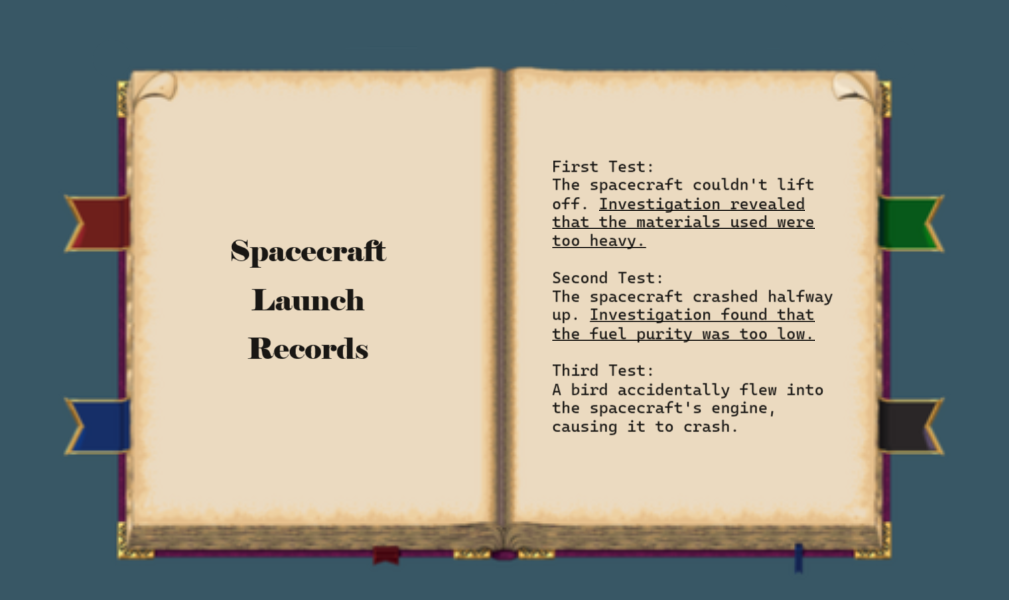 Spacecraft
Launch
Records
First Test:
The spacecraft couldn't lift
off. Investigation revealed
that the materials used were
too heavy.
Second Test:
The spacecraft crashed halfway
up. Investigation found that
the fuel purity was too low.
Third Test:
A bird accidentally flew into
the spacecraft's engine,
causing it to crash.